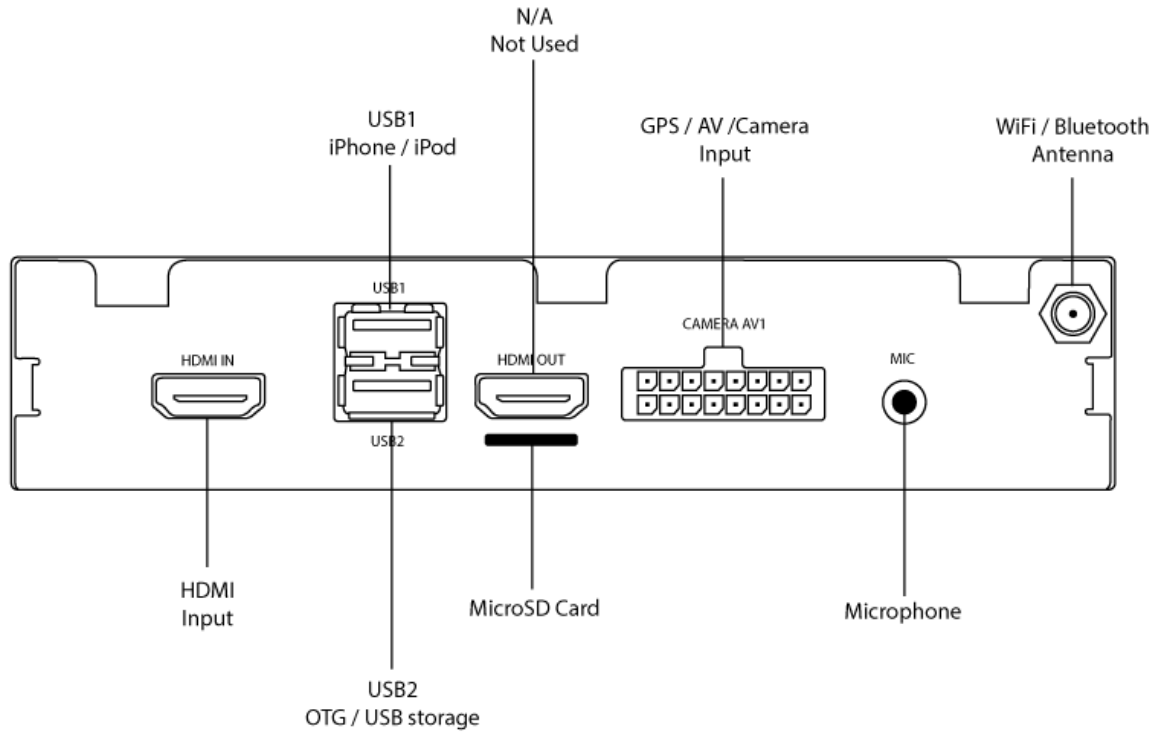 N/A
Not Used
USB1
iPhone / iPod
GPS / AV /Camera
Input
WiFi / Bluetooth
Antenna
USB1
CAMERA AV1
HDMI IN
HDMI OUT
MIC
USB2
HDMI
Input
MicroSD Card
Microphone
USB2
OTG / USB storage